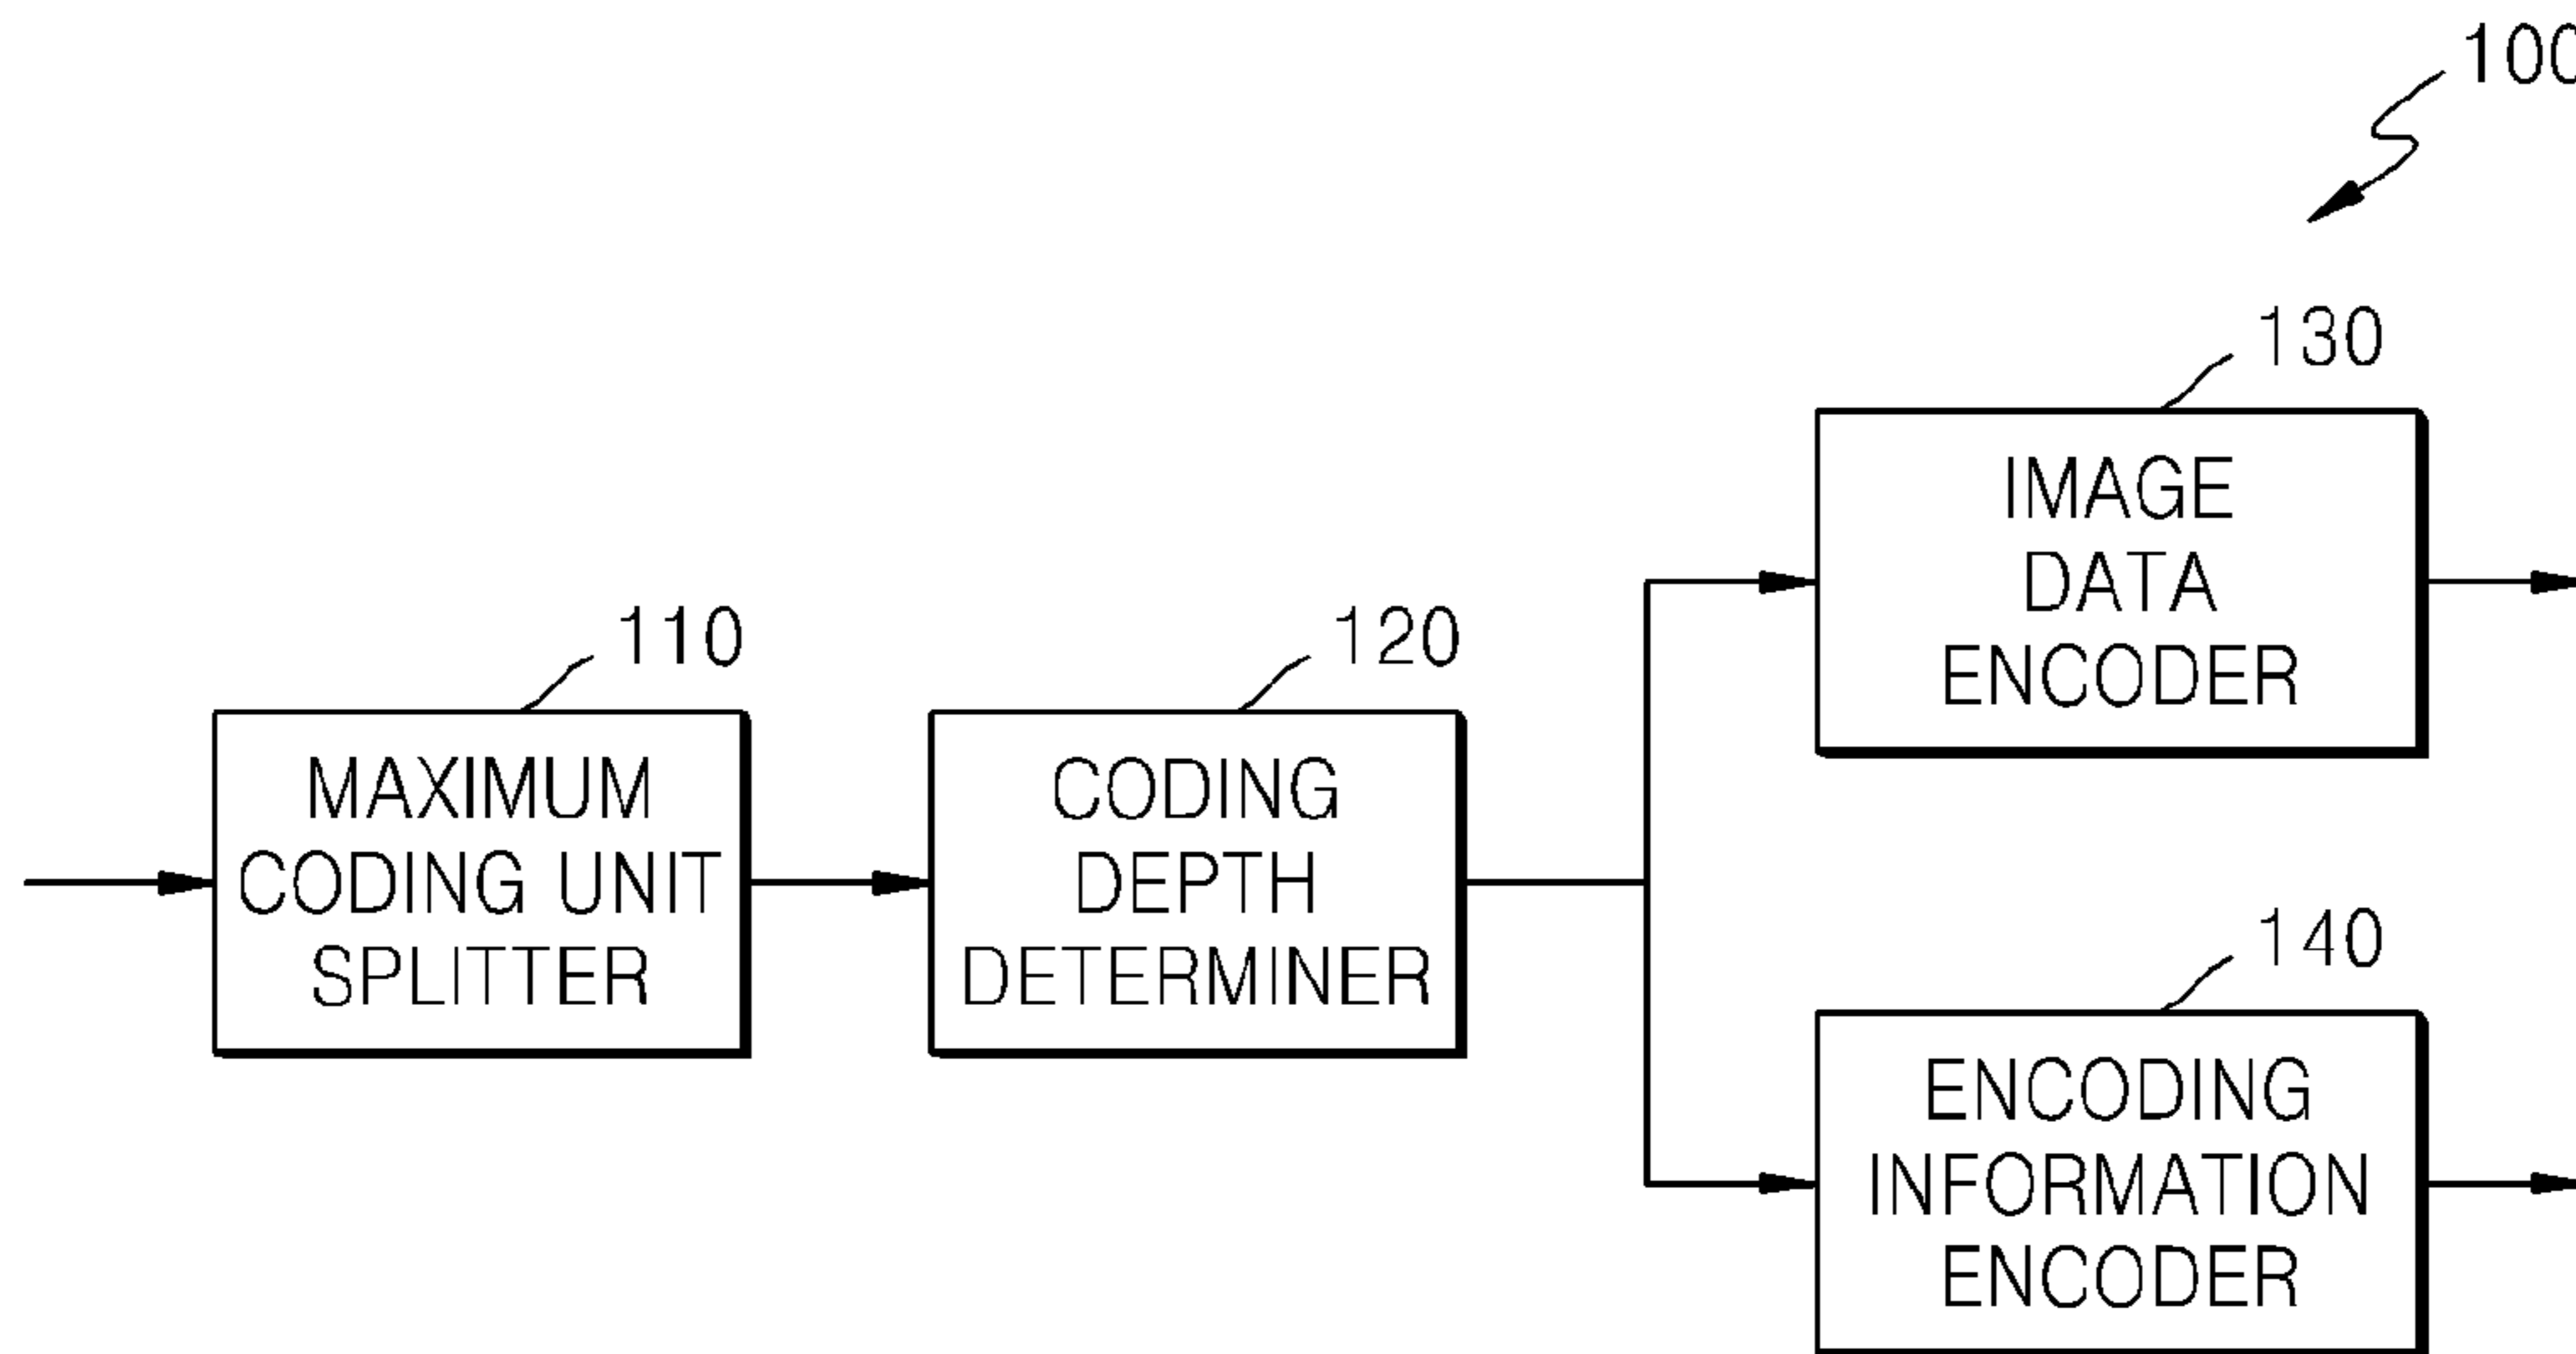 100
130
IMAGE
DATA
ENCODER
110
MAXIMUM
CODING UNIT
SPLITTER
120
CODING
DEPTH
DETERMINER
140
ENCODING
INFORMATION
ENCODER